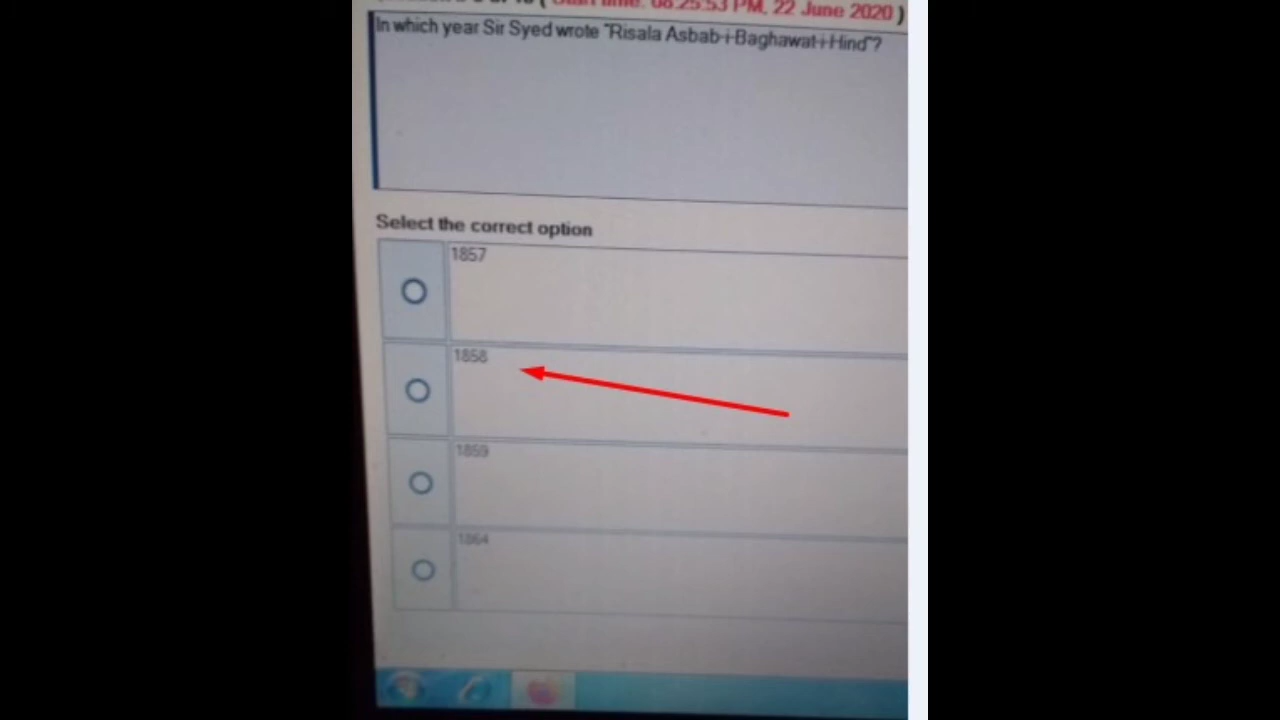 Start time: 08:25:53 PM, 22 June 2020 )
In which year Sir Syed wrote "Risala Asbab-i-Baghawat-i-Hind"?
Select the correct option
1857
1858
1859
1864